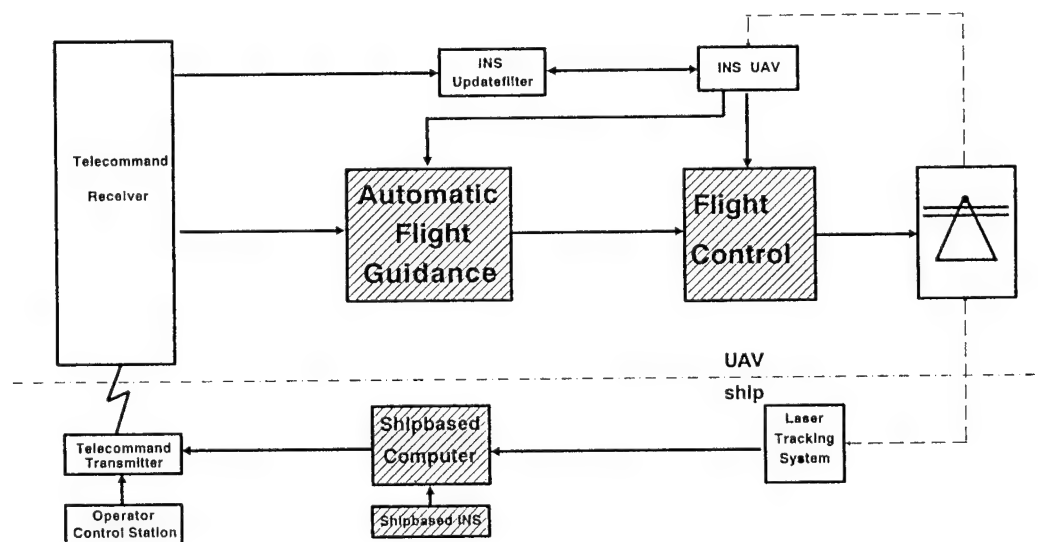 INS
Updatefilter
INS UAV
Telecommand
Receiver
Automatic
Flight
Guidance
Flight
Control
UAV
ship
Telecommand
Transmitter
Operator
Control Station
Shipbased
Computer
Shipbased INS
Laser
Tracking
System